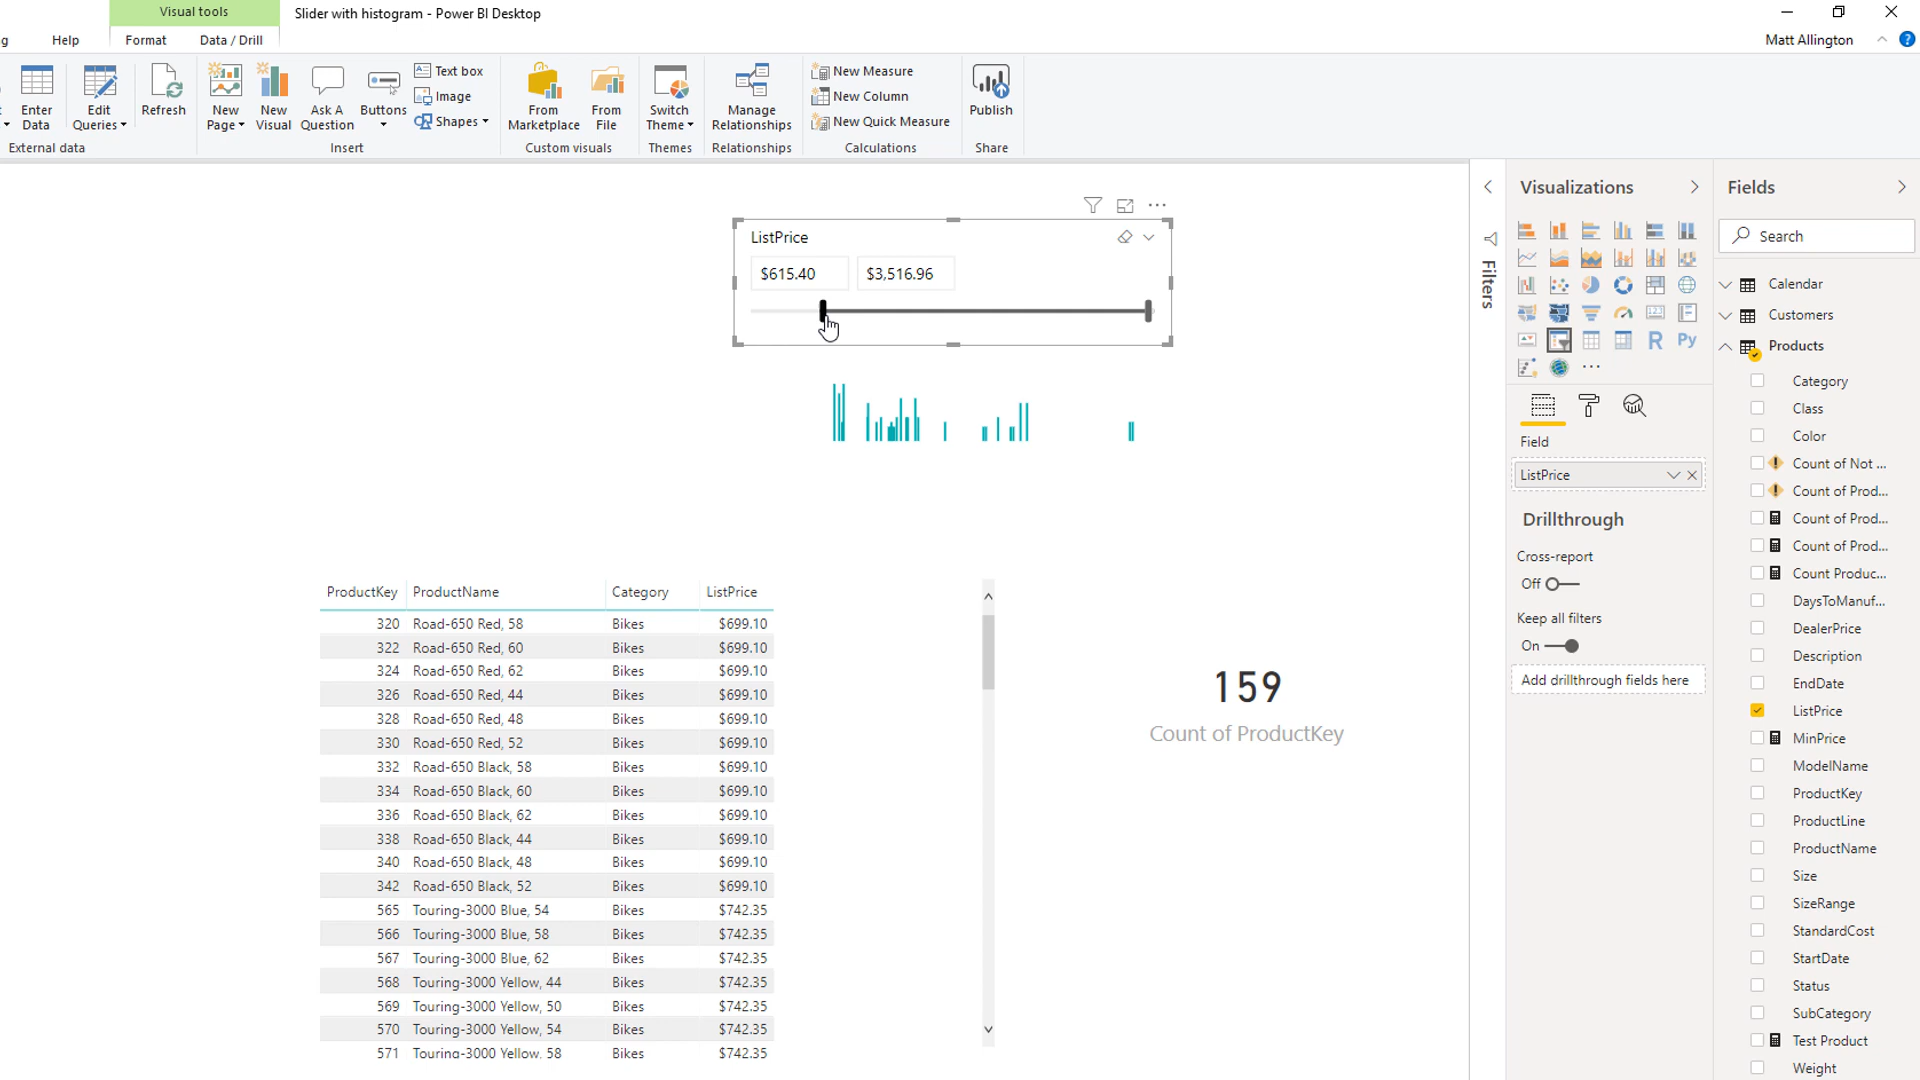 Visual tools
Slider with histogram - Power BI Desktop
g
Help
Format
Data / Drill
Matt Allington
?
Enter Data
Edit Queries
Refresh
New Page
New Visual
Ask A Question
Buttons
Text box
Image
Shapes
From Marketplace
From File
Switch Theme
Manage Relationships
New Measure
New Column
New Quick Measure
Publish
External data
Insert
Custom visuals
Themes
Relationships
Calculations
Share
ListPrice
$615.40
$3,516.96
ProductKey ProductName Category ListPrice
320 Road-650 Red, 58 Bikes $699.10
322 Road-650 Red, 60 Bikes $699.10
324 Road-650 Red, 62 Bikes $699.10
326 Road-650 Red, 44 Bikes $699.10
328 Road-650 Red, 48 Bikes $699.10
330 Road-650 Red, 52 Bikes $699.10
332 Road-650 Black, 58 Bikes $699.10
334 Road-650 Black, 60 Bikes $699.10
336 Road-650 Black, 62 Bikes $699.10
338 Road-650 Black, 44 Bikes $699.10
340 Road-650 Black, 48 Bikes $699.10
342 Road-650 Black, 52 Bikes $699.10
565 Touring-3000 Blue, 54 Bikes $742.35
566 Touring-3000 Blue, 58 Bikes $742.35
567 Touring-3000 Blue, 62 Bikes $742.35
568 Touring-3000 Yellow, 44 Bikes $742.35
569 Touring-3000 Yellow, 50 Bikes $742.35
570 Touring-3000 Yellow, 54 Bikes $742.35
571 Touring-3000 Yellow, 58 Bikes $742.35
159
Count of ProductKey
Filters
Visualizations
R
Py
Field
ListPrice
Drillthrough
Cross-report
Off
Keep all filters
On
Add drillthrough fields here
Fields
Search
Calendar
Customers
Products
Category
Class
Color
Count of Not ...
Count of Prod...
Count of Prod...
Count of Prod...
Count Produc...
DaysToManuf...
DealerPrice
Description
EndDate
ListPrice
MinPrice
ModelName
ProductKey
ProductLine
ProductName
Size
SizeRange
StandardCost
StartDate
Status
SubCategory
Test Product
Weight